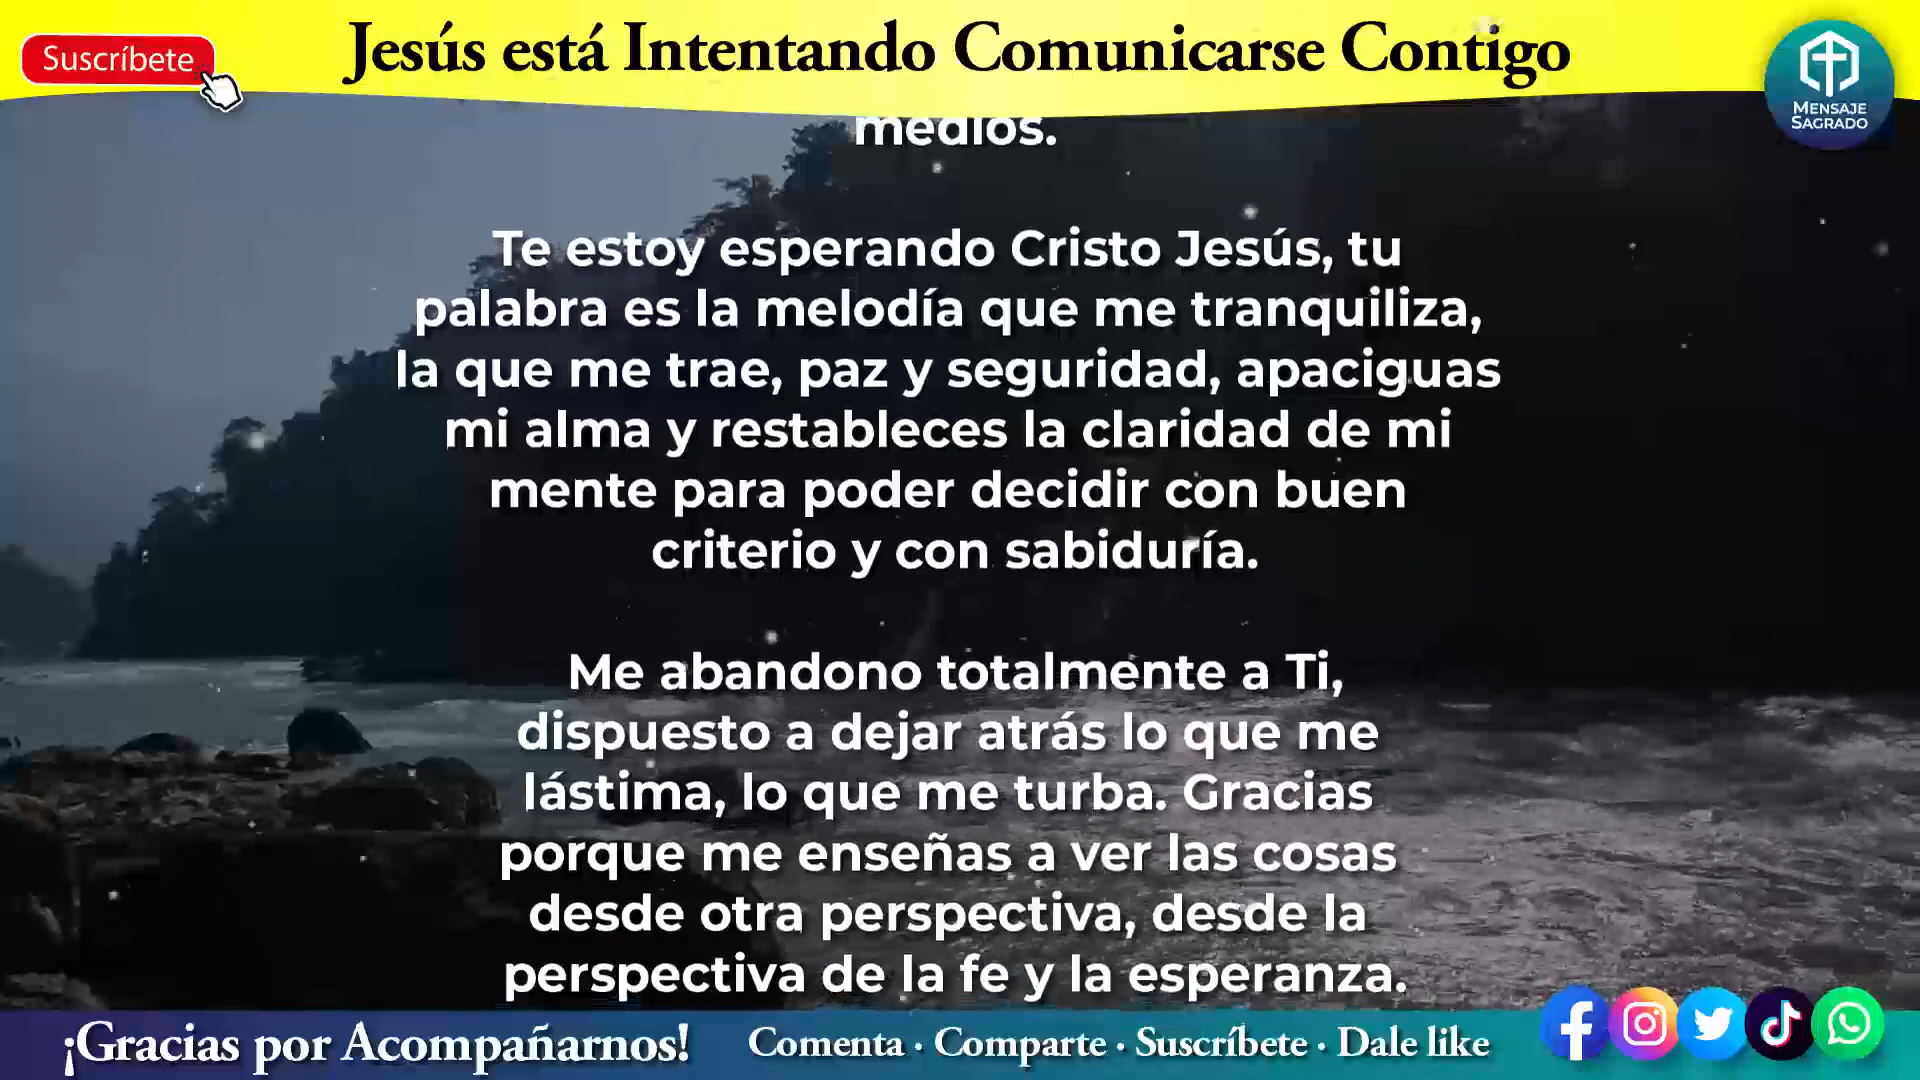 Suscríbete
Jesús está Intentando Comunicarse Contigo
MENSAJE
SAGRADO
medios.
Te estoy esperando Cristo Jesús, tu
palabra es la melodía que me tranquiliza,
la que me trae, paz y seguridad, apaciguas
mi alma y restableces la claridad de mi
mente para poder decidir con buen
criterio y con sabiduría.
Me abandono totalmente a Ti,
dispuesto a dejar atrás lo que me
lástima, lo que me turba. Gracias
porque me enseñas a ver las cosas
desde otra perspectiva, desde la
perspectiva de la fe y la esperanza.
¡Gracias por Acompañarnos!
Comenta · Comparte · Suscríbete · Dale like